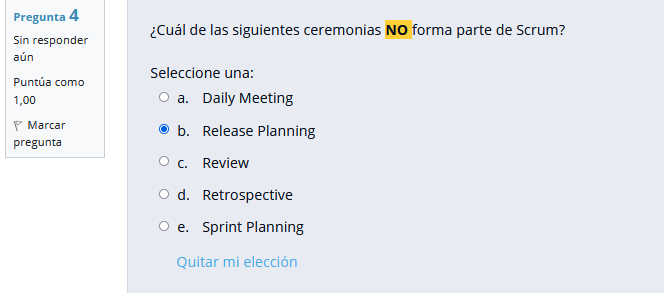 Pregunta 4
Sin responder
aún
Puntúa como
1,00
Marcar
pregunta
¿Cuál de las siguientes ceremonias NO forma parte de Scrum?
Seleccione una:
a. Daily Meeting
b. Release Planning
c. Review
d. Retrospective
e. Sprint Planning
Quitar mi elección